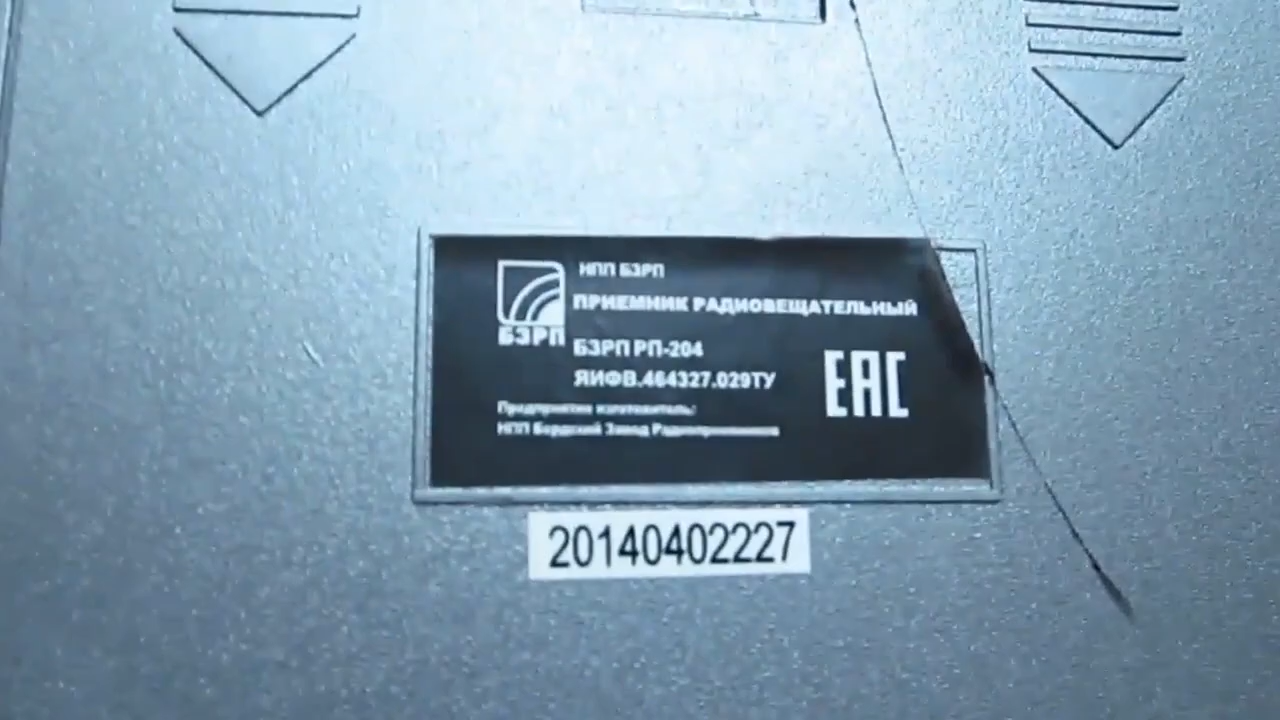 БЗРП
НПП БЗРП
ПРИЕМНИК РАДИОВЕЩАТЕЛЬНЫЙ
БЗРП РП-204
ЯИФВ.464327.029ТУ
EAC
Предприятие изготовитель:
НПП Бердский Завод Радиоприемников
20140402227